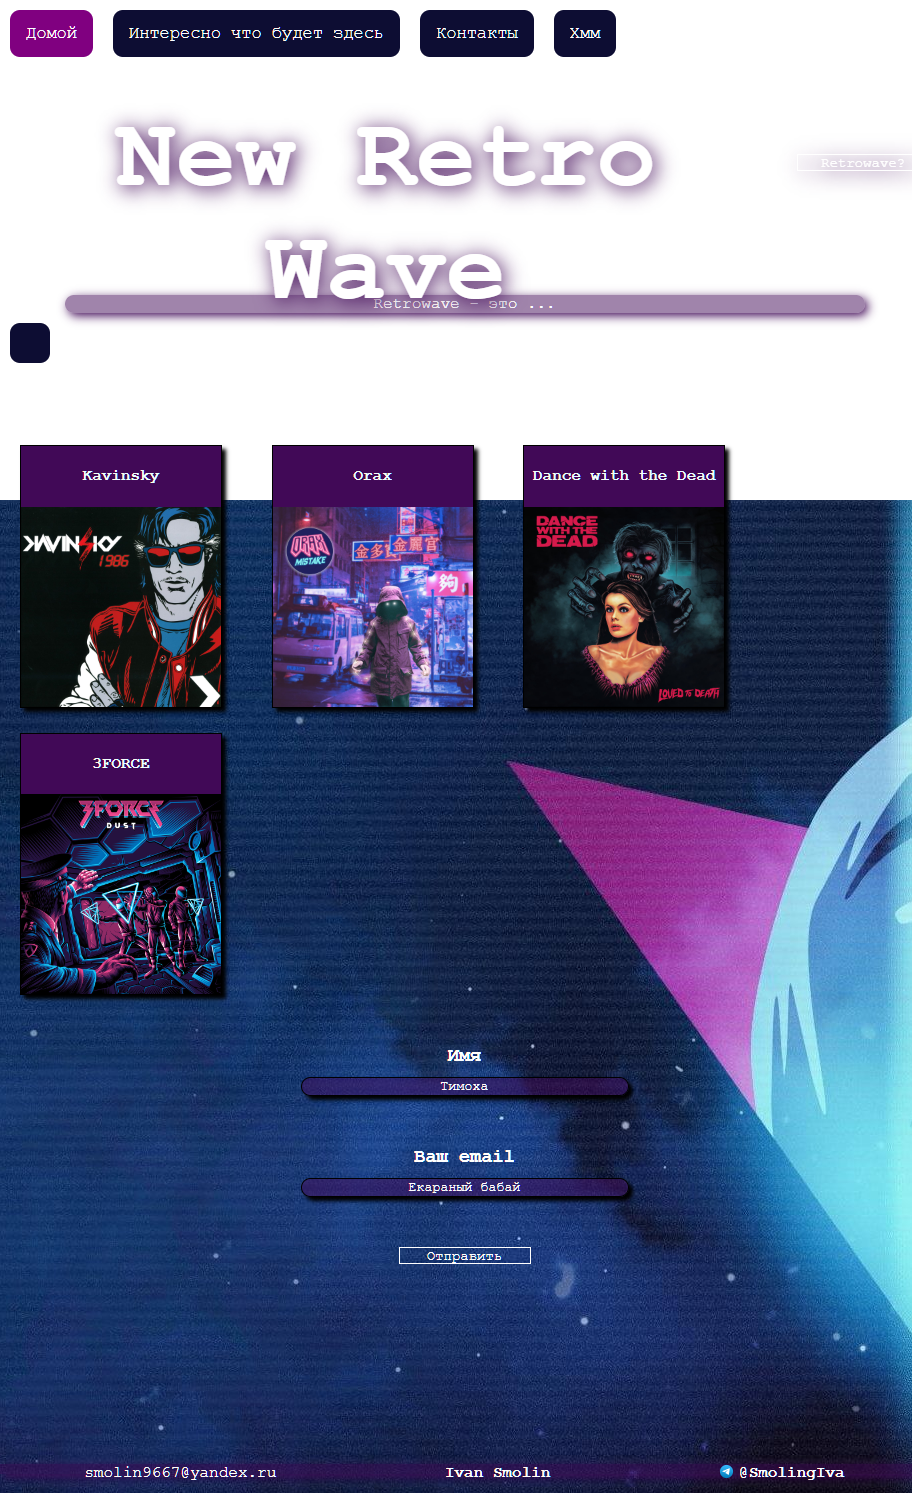 Домой
Интересно что будет здесь
Контакты
Хмм
New Retro
Wave
Retrowave?
Retrowave - это ...
Kavinsky
Orax
Dance with the Dead
KAVINSKY
1986
ORAX
MISTAKE
金多
金麗宮
夠
DANCE
WITH THE
DEAD
LOVED TO DEATH
3FORCE
3FORCE
DUST
Имя
Тимоха
Ваш email
Екараный бабай
Отправить
smolin9667@yandex.ru
Ivan Smolin
@SmolingIva